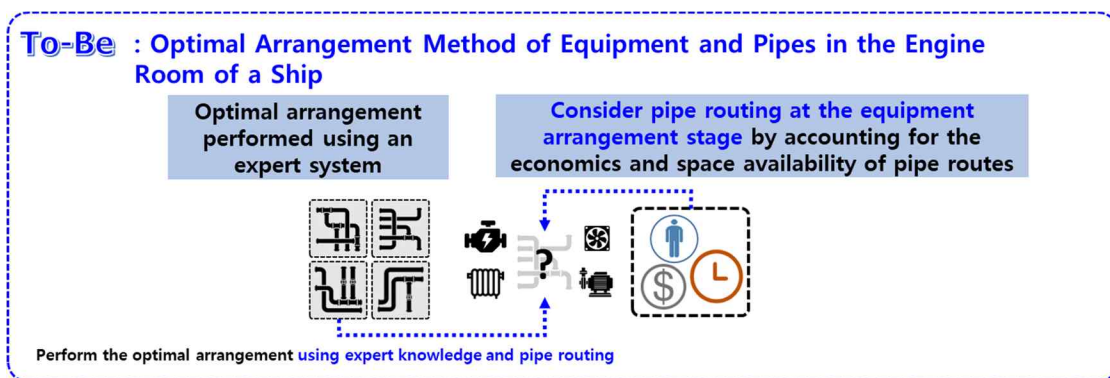 To-Be : Optimal Arrangement Method of Equipment and Pipes in the Engine
Room of a Ship
Optimal arrangement
performed using an
expert system
Consider pipe routing at the equipment
arrangement stage by accounting for the
economics and space availability of pipe routes
?
$
Perform the optimal arrangement using expert knowledge and pipe routing